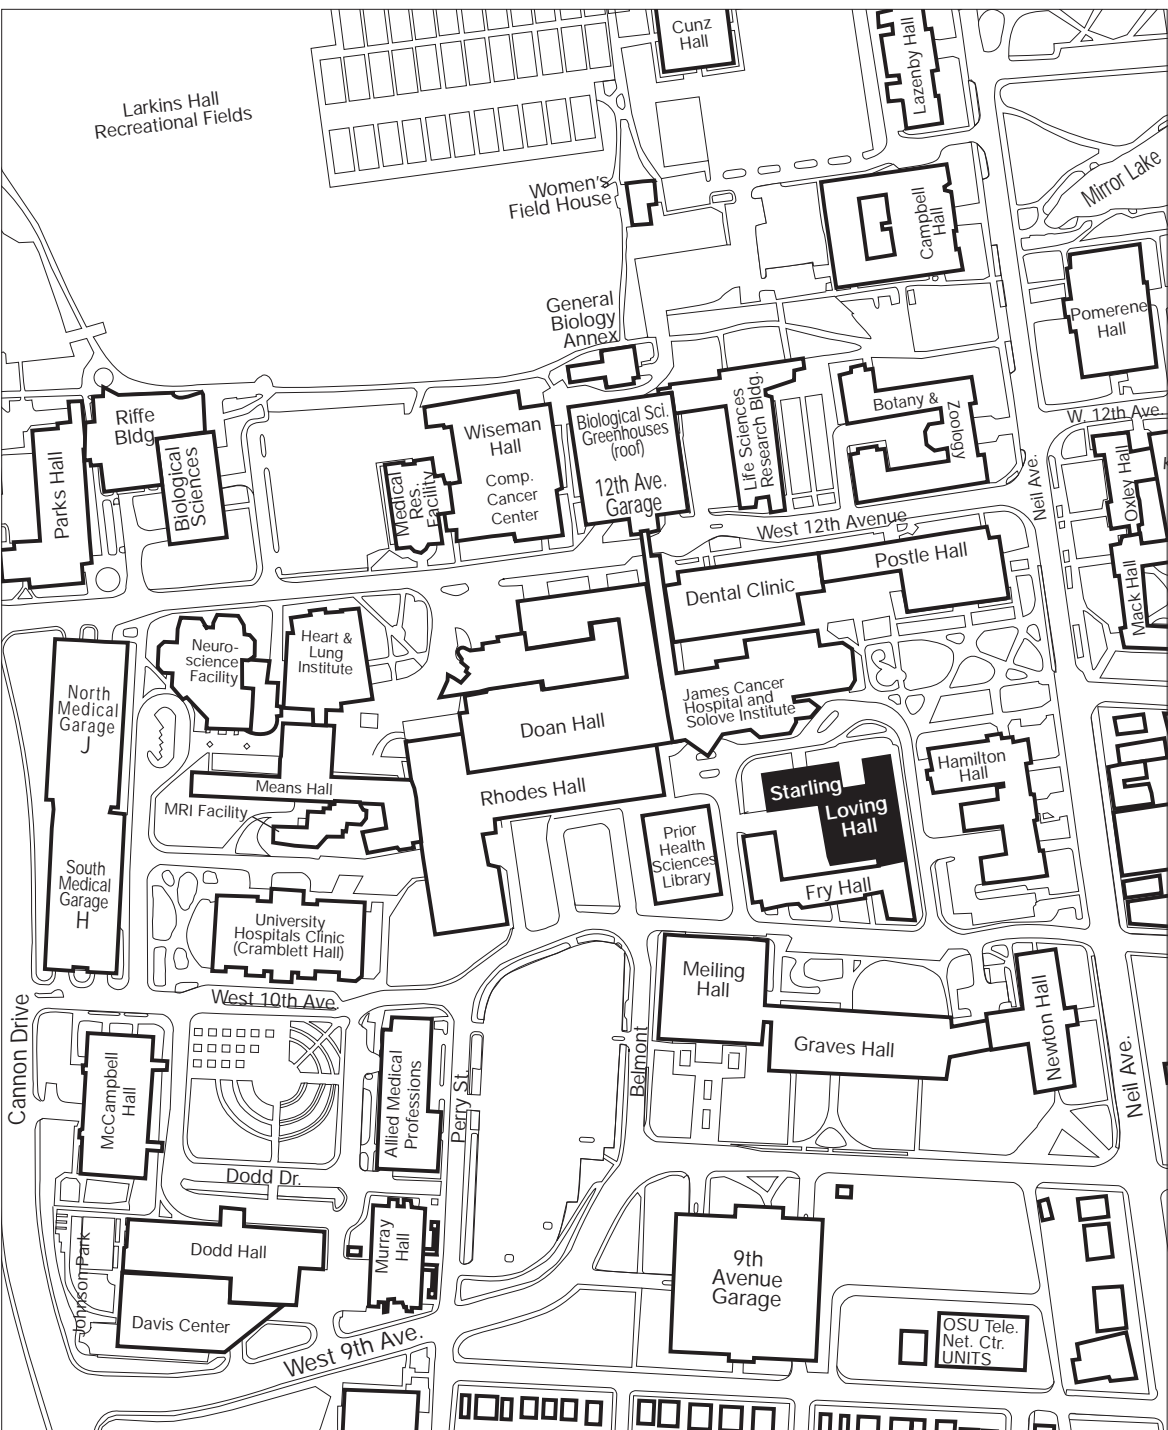 Cunz
Hall
Lazenby Hall
Larkins Hall
Recreational Fields
Mirror Lake
Women's
Field House
Campbell
Hall
General
Biology
Annex
Pomerene
Hall
Riffe
Bldg.
Parks Hall
Biological
Sciences
Wiseman
Hall
Comp.
Cancer
Center
Medical
Res.
Facility
Biological Sci.
Greenhouses
(roof)
12th Ave.
Garage
Life Sciences
Research Bldg.
Botany &
Zoology
W. 12th Ave.
Neil Ave.
Oxley Hall
West 12th Avenue
Mack Hall
Postle Hall
Dental Clinic
Neuro-
science
Facility
Heart &
Lung
Institute
North
Medical
Garage
J
Doan Hall
James Cancer
Hospital and
Solove Institute
Means Hall
Rhodes Hall
Starling
Loving
Hall
Hamilton
Hall
MRI Facility
Prior
Health
Sciences
Library
Fry Hall
South
Medical
Garage
H
University
Hospitals Clinic
(Cramblett Hall)
West 10th Ave.
Cannon Drive
Meiling
Hall
Graves Hall
Newton Hall
Neil Ave.
Belmont
McCampbell
Hall
Allied Medical
Professions
Perry St.
Dodd Dr.
Dodd Hall
Murray
Hall
Johnson Park
Davis Center
West 9th Ave.
9th
Avenue
Garage
OSU Tele.
Net. Ctr.
UNITS